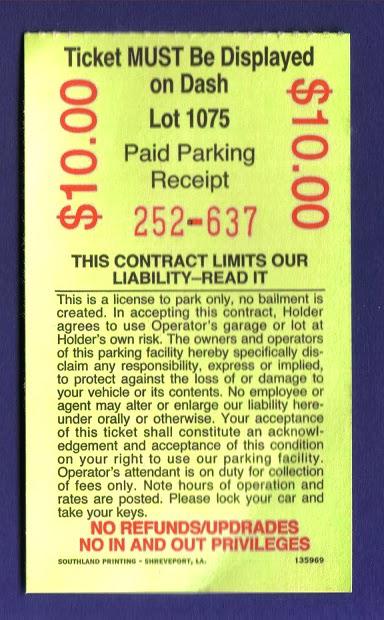 Ticket MUST Be Displayed
on Dash
Lot 1075
$10.00
$10.00
Paid Parking
Receipt
252-637
THIS CONTRACT LIMITS OUR
LIABILITY–READ IT
This is a license to park only, no bailment is
created. In accepting this contract, Holder
agrees to use Operator's garage or lot at
Holder's own risk. The owners and operators
of this parking facility hereby specifically dis-
claim any responsibility, express or implied,
to protect against the loss of or damage to
your vehicle or its contents. No employee or
agent may alter or enlarge our liability here-
under orally or otherwise. Your acceptance
of this ticket shall constitute an acknowl-
edgement and acceptance of this condition
on your right to use our parking facility.
Operator's attendant is on duty for collection
of fees only. Note hours of operation and
rates are posted. Please lock your car and
take your keys.
NO REFUNDS/UPDRADES
NO IN AND OUT PRIVILEGES
SOUTHLAND PRINTING - SHREVEPORT, LA. 135969